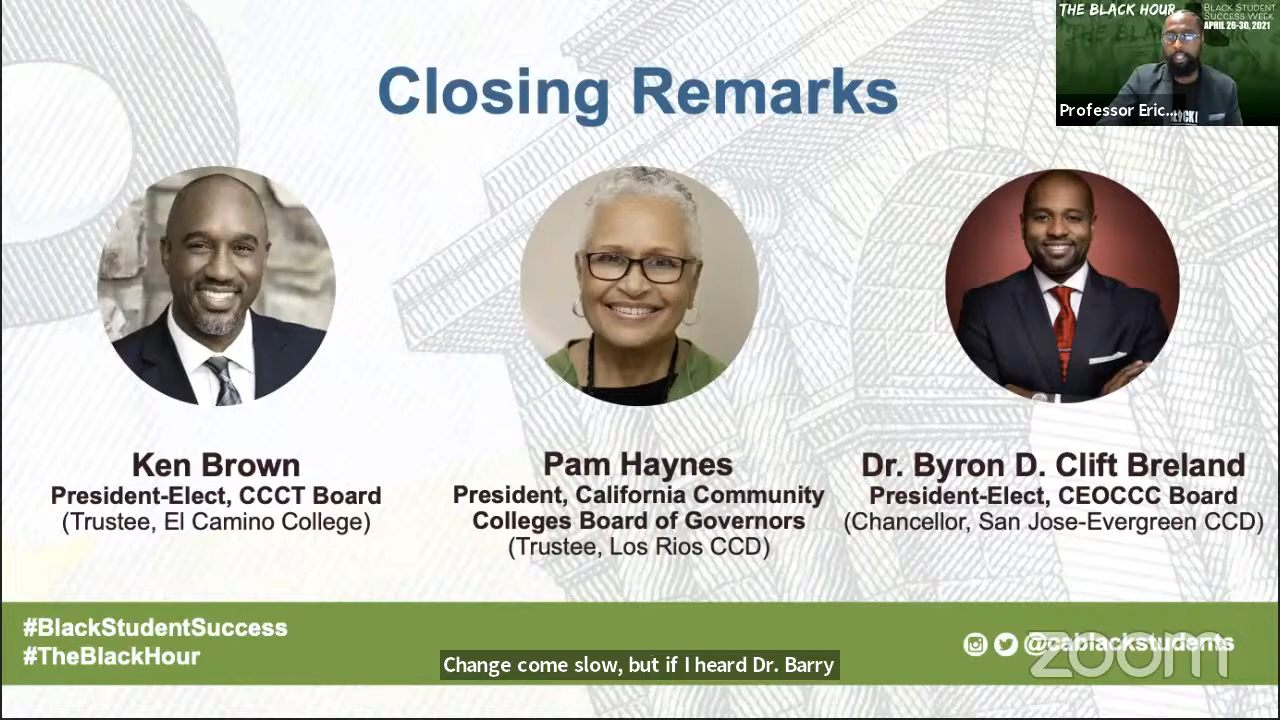 THE BLACK HOUR
BLACK STUDENT
SUCCESS WEEK
APRIL 26-30, 2021
Professor Eric...
Closing Remarks
Ken Brown
President-Elect, CCCT Board
(Trustee, El Camino College)
Pam Haynes
President, California Community
Colleges Board of Governors
(Trustee, Los Rios CCD)
Dr. Byron D. Clift Breland
President-Elect, CEOCCC Board
(Chancellor, San Jose-Evergreen CCD)
#BlackStudentSuccess
#TheBlackHour
@cablackstudents
zoom
Change come slow, but if I heard Dr. Barry